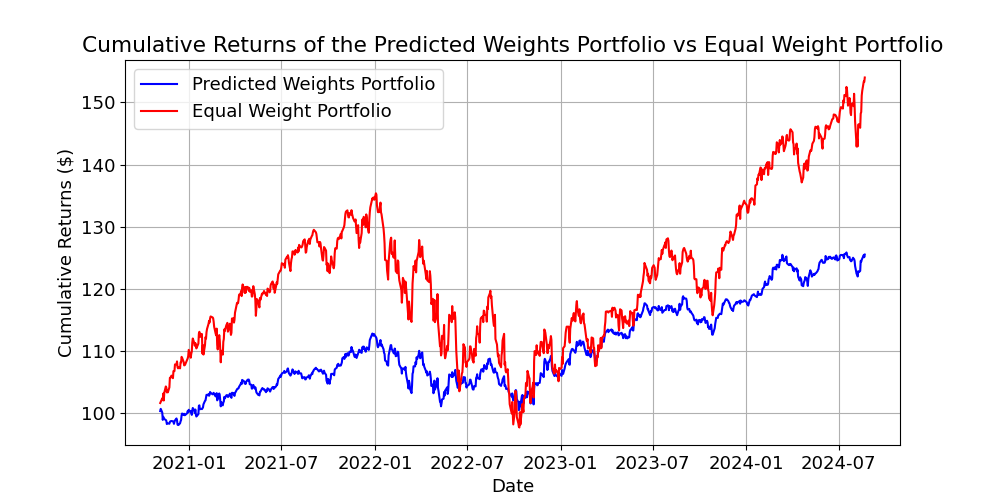 Cumulative Returns of the Predicted Weights Portfolio vs Equal Weight Portfolio
Predicted Weights Portfolio
Equal Weight Portfolio
Cumulative Returns ($)
150
140
130
120
110
100
2021-01 2021-07 2022-01 2022-07 2023-01 2023-07 2024-01 2024-07
Date